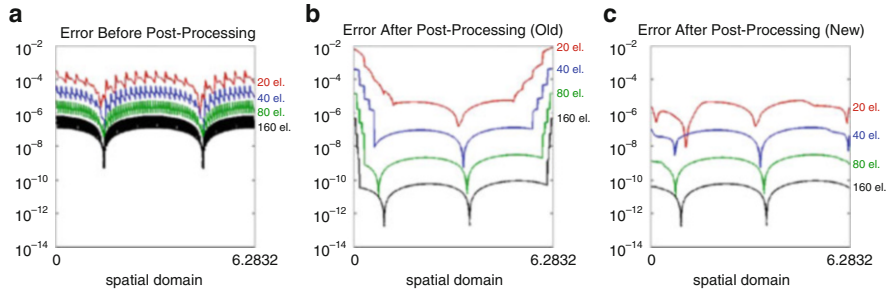 a
Error Before Post-Processing
10−2
10−4
10−6
10−8
10−10
10−12
10−14
20 el.
40 el.
80 el.
160 el.
0
6.2832
spatial domain
b
Error After Post-Processing (Old)
10−2
10−4
10−6
10−8
10−10
10−12
10−14
20 el.
40 el.
80 el.
160 el.
0
6.2832
spatial domain
c
Error After Post-Processing (New)
10−2
10−4
10−6
10−8
10−10
10−12
10−14
20 el.
40 el.
80 el.
160 el.
0
6.2832
spatial domain